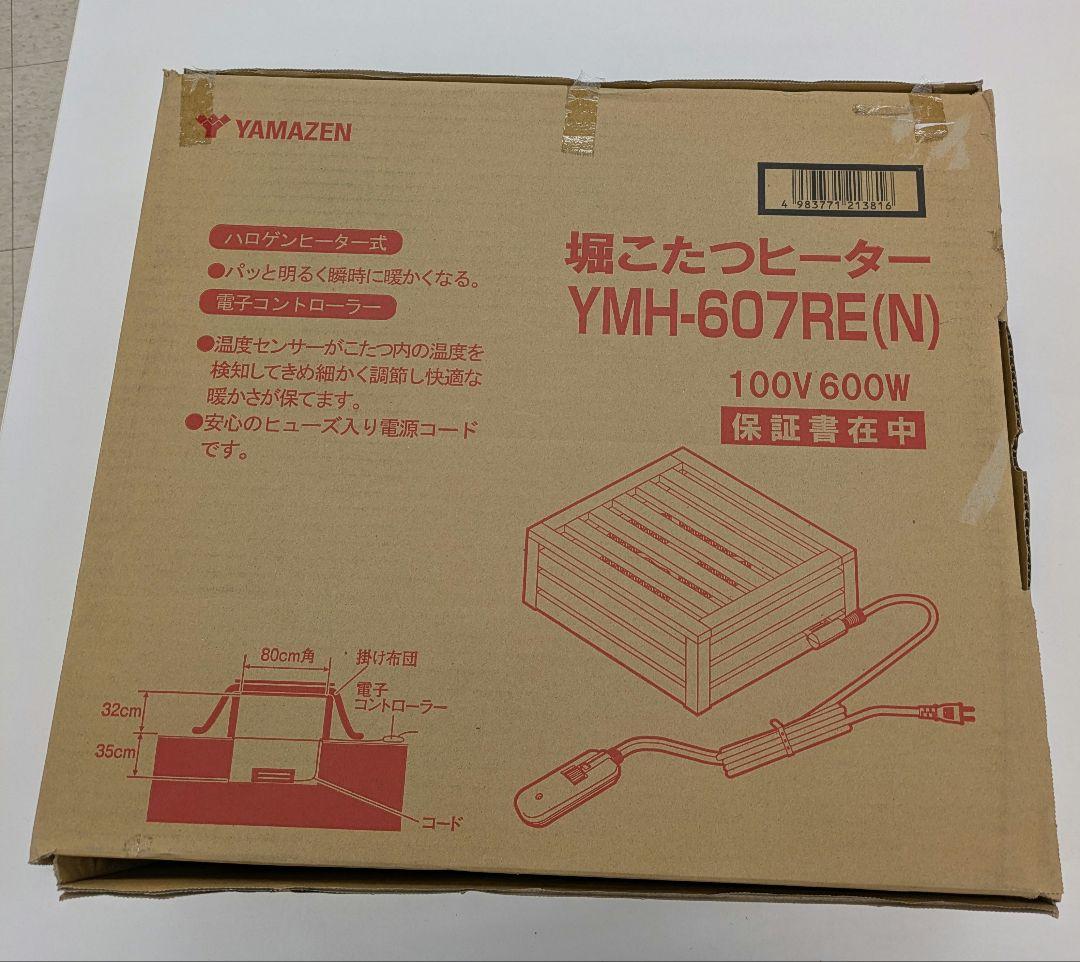 YAMAZEN
4 983771 213816
ハロゲンヒーター式
●パッと明るく瞬時に暖かくなる。
電子コントローラー
●温度センサーがこたつ内の温度を
検知してきめ細かく調節し快適な
暖かさが保てます。
●安心のヒューズ入り電源コード
です。
堀こたつヒーター
YMH-607RE(N)
100V 600W
保証書在中
80cm角
掛け布団
電子
コントローラー
32cm
35cm
コード